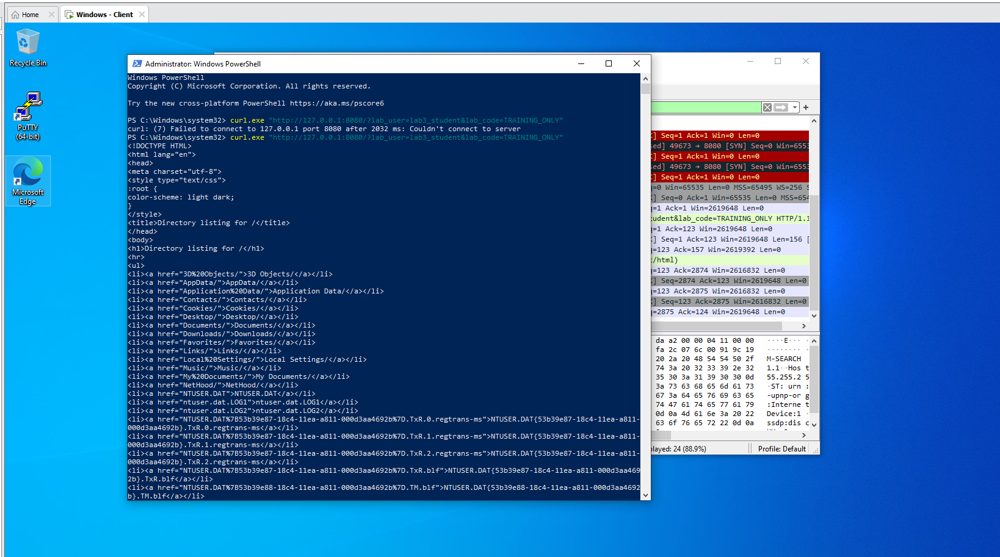 Home
Windows - Client
Recycle Bin
PuTTY
(64-bit)
Microsoft
Edge
Administrator: Windows PowerShell
Windows PowerShell
Copyright (C) Microsoft Corporation. All rights reserved.
Try the new cross-platform PowerShell https://aka.ms/pscore6
PS C:\Windows\system32> curl.exe "http://127.0.0.1:8080/?lab_user=lab3_student&lab_code=TRAINING_ONLY"
curl: (7) Failed to connect to 127.0.0.1 port 8080 after 2032 ms: Couldn't connect to server
PS C:\Windows\system32> curl.exe "http://127.0.0.1:8080/?lab_user=lab3_student&lab_code=TRAINING_ONLY"
<!DOCTYPE HTML>
<html lang="en">
<head>
<meta charset="utf-8">
<style type="text/css">
:root {
color-scheme: light dark;
}
</style>
<title>Directory listing for /</title>
</head>
<body>
<h1>Directory listing for /</h1>
<hr>
<ul>
<li><a href="3D%20Objects/">3D Objects/</a></li>
<li><a href="AppData/">AppData/</a></li>
<li><a href="Application%20Data/">Application Data/</a></li>
<li><a href="Contacts/">Contacts/</a></li>
<li><a href="Cookies/">Cookies/</a></li>
<li><a href="Desktop/">Desktop/</a></li>
<li><a href="Documents/">Documents/</a></li>
<li><a href="Downloads/">Downloads/</a></li>
<li><a href="Favorites/">Favorites/</a></li>
<li><a href="Links/">Links/</a></li>
<li><a href="Local%20Settings/">Local Settings/</a></li>
<li><a href="Music/">Music/</a></li>
<li><a href="My%20Documents/">My Documents/</a></li>
<li><a href="NetHood/">NetHood/</a></li>
<li><a href="NTUSER.DAT">NTUSER.DAT</a></li>
<li><a href="ntuser.dat.LOG1">ntuser.dat.LOG1</a></li>
<li><a href="ntuser.dat.LOG2">ntuser.dat.LOG2</a></li>
<li><a href="NTUSER.DAT%7B53b39e87-18c4-11ea-a811-000d3aa4692b%7D.TxR.0.regtrans-ms">NTUSER.DAT{53b39e87-18c4-11ea-a811-
000d3aa4692b}.TxR.0.regtrans-ms</a></li>
<li><a href="NTUSER.DAT%7B53b39e87-18c4-11ea-a811-000d3aa4692b%7D.TxR.1.regtrans-ms">NTUSER.DAT{53b39e87-18c4-11ea-a811-
000d3aa4692b}.TxR.1.regtrans-ms</a></li>
<li><a href="NTUSER.DAT%7B53b39e87-18c4-11ea-a811-000d3aa4692b%7D.TxR.2.regtrans-ms">NTUSER.DAT{53b39e87-18c4-11ea-a811-
000d3aa4692b}.TxR.2.regtrans-ms</a></li>
<li><a href="NTUSER.DAT%7B53b39e87-18c4-11ea-a811-000d3aa4692b%7D.TxR.blf">NTUSER.DAT{53b39e87-18c4-11ea-a811-000d3aa469
2b}.TxR.blf</a></li>
<li><a href="NTUSER.DAT%7B53b39e88-18c4-11ea-a811-000d3aa4692b%7D.TM.blf">NTUSER.DAT{53b39e88-18c4-11ea-a811-000d3aa4692
b}.TM.blf</a></li>
] Seq=1 Ack=1 Win=0 Len=0
sed] 49673 → 8080 [SYN] Seq=0 Win=6553
] Seq=1 Ack=1 Win=0 Len=0
sed] 49673 → 8080 [SYN] Seq=0 Win=6553
] Seq=1 Ack=1 Win=0 Len=0
=0 Win=65535 Len=0 MSS=65495 WS=256 S
] Seq=0 Ack=1 Win=65535 Len=0 MSS=654
=1 Ack=1 Win=2619648 Len=0
tudent&lab_code=TRAINING_ONLY HTTP/1.1
=1 Ack=123 Win=2619648 Len=0
] Seq=1 Ack=123 Win=2619648 Len=156 [
=123 Ack=157 Win=2619392 Len=0
t/html)
=123 Ack=2874 Win=2616832 Len=0
] Seq=2874 Ack=123 Win=2619648 Len=0
=123 Ack=2875 Win=2616832 Len=0
] Seq=123 Ack=2875 Win=2616832 Len=0
=2875 Ack=124 Win=2619648 Len=0
da a2 00 00 04 11 00 00 ····E··· ·
fa 2c 07 6c 00 91 9c 19 ········ ·
20 2a 20 48 54 54 50 2f M-SEARCH
74 3a 20 32 33 39 2e 32 1.1··Hos t
35 30 3a 31 39 30 30 0d 55.255.2 5
3a 73 63 68 65 6d 61 73 ·ST: urn :
67 3a 64 65 76 69 63 65 -upnp-or g
74 47 61 74 65 77 61 79 :Interne t
0d 0a 4d 61 6e 3a 20 22 Device:1 ·
63 6f 76 65 72 22 0d 0a ssdp:dis c
played: 24 (88.9%)
Profile: Default